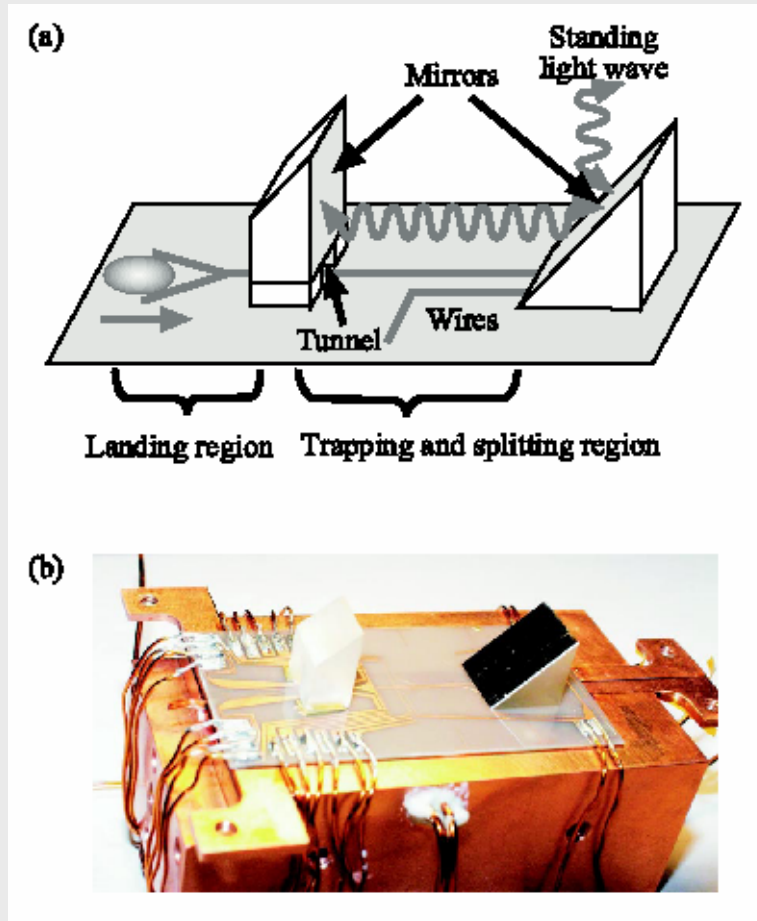 (a)
Standing
light wave
Mirrors
Wires
Tunnel
Landing region
Trapping and splitting region
(b)